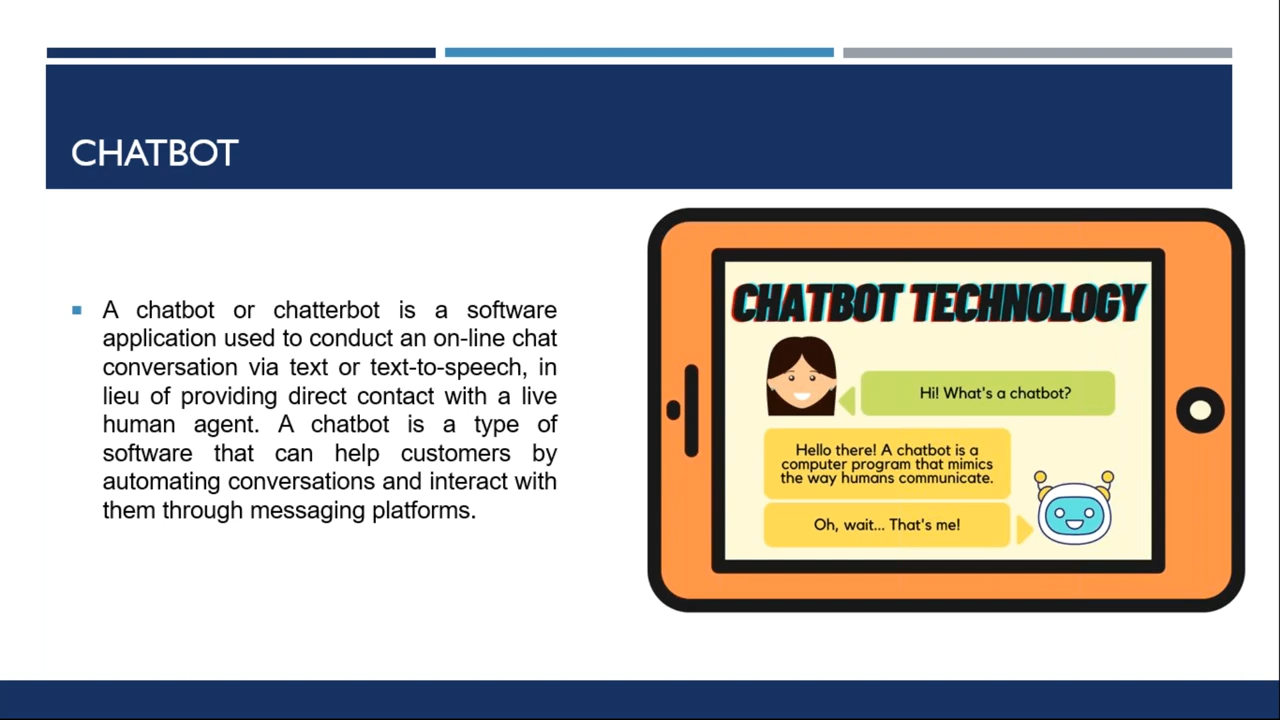 CHATBOT
A chatbot or chatterbot is a software
application used to conduct an on-line chat
conversation via text or text-to-speech, in
lieu of providing direct contact with a live
human agent. A chatbot is a type of
software that can help customers by
automating conversations and interact with
them through messaging platforms.
CHATBOT TECHNOLOGY
Hi! What's a chatbot?
Hello there! A chatbot is a
computer program that mimics
the way humans communicate.
Oh, wait... That's me!